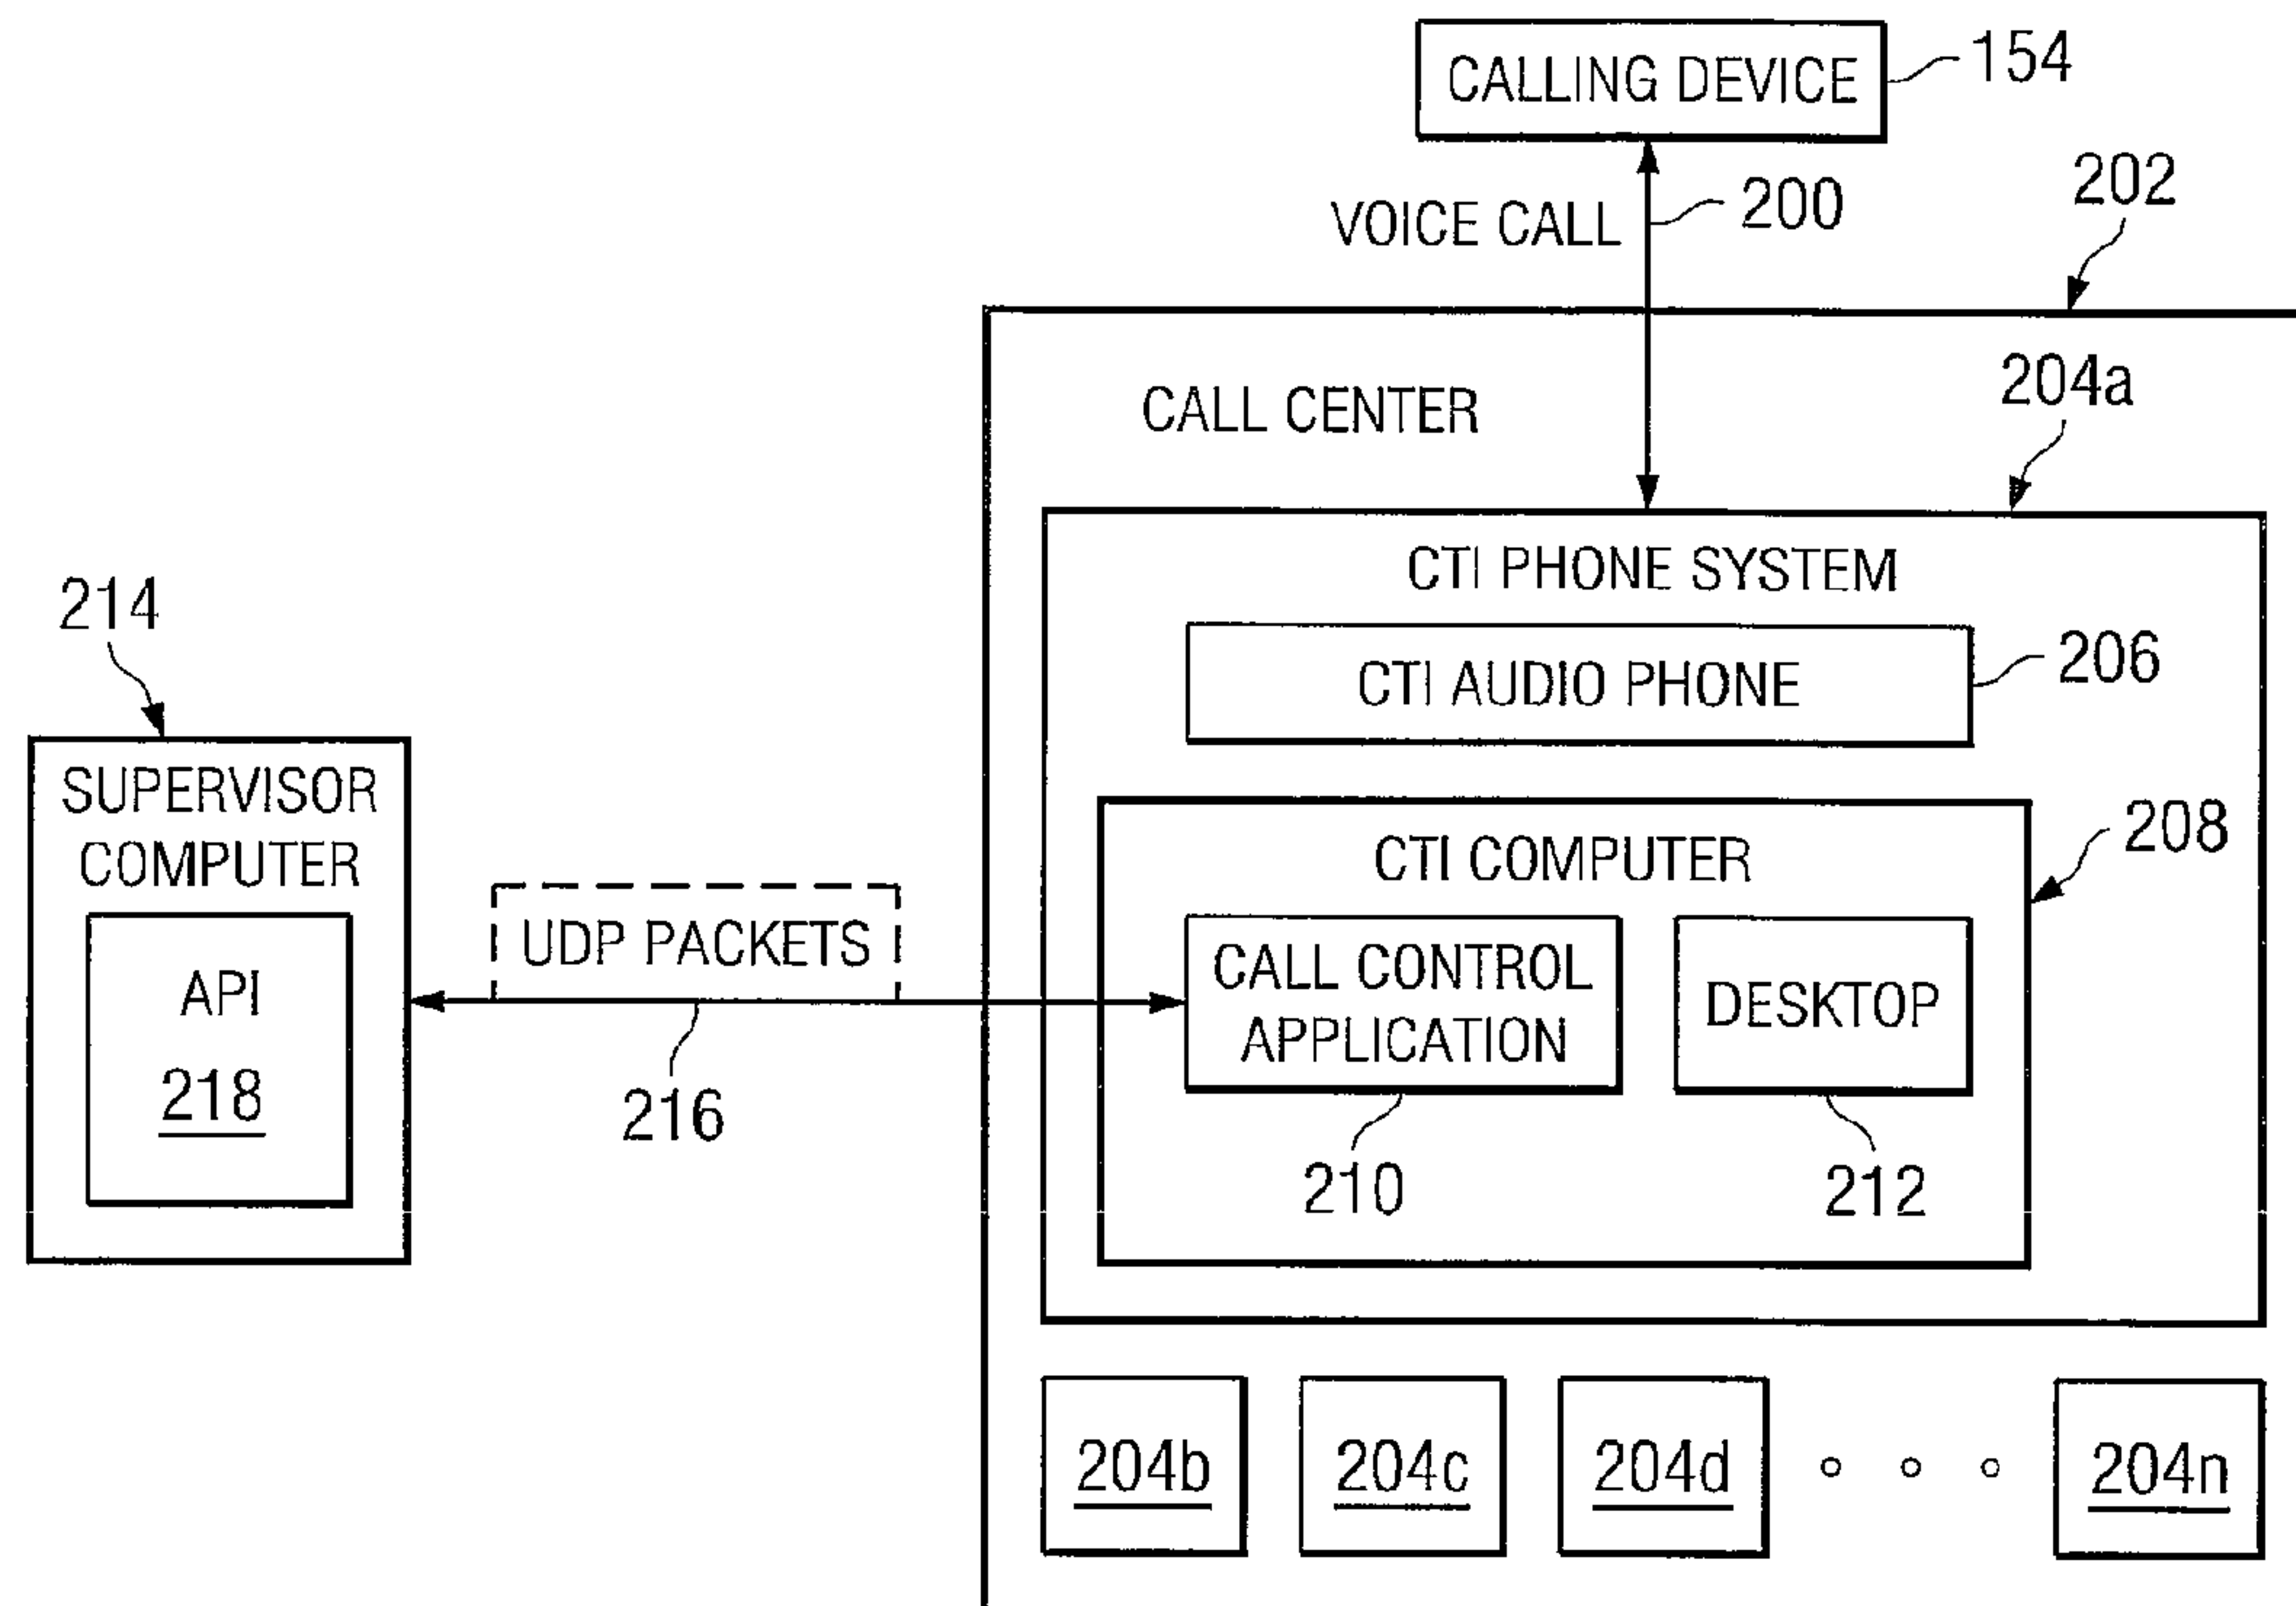 CALLING DEVICE
154
VOICE CALL
200
202
CALL CENTER
204a
CTI PHONE SYSTEM
CTI AUDIO PHONE
206
214
SUPERVISOR
COMPUTER
API
218
UDP PACKETS
216
CTI COMPUTER
208
CALL CONTROL
APPLICATION
210
DESKTOP
212
204b
204c
204d
204n